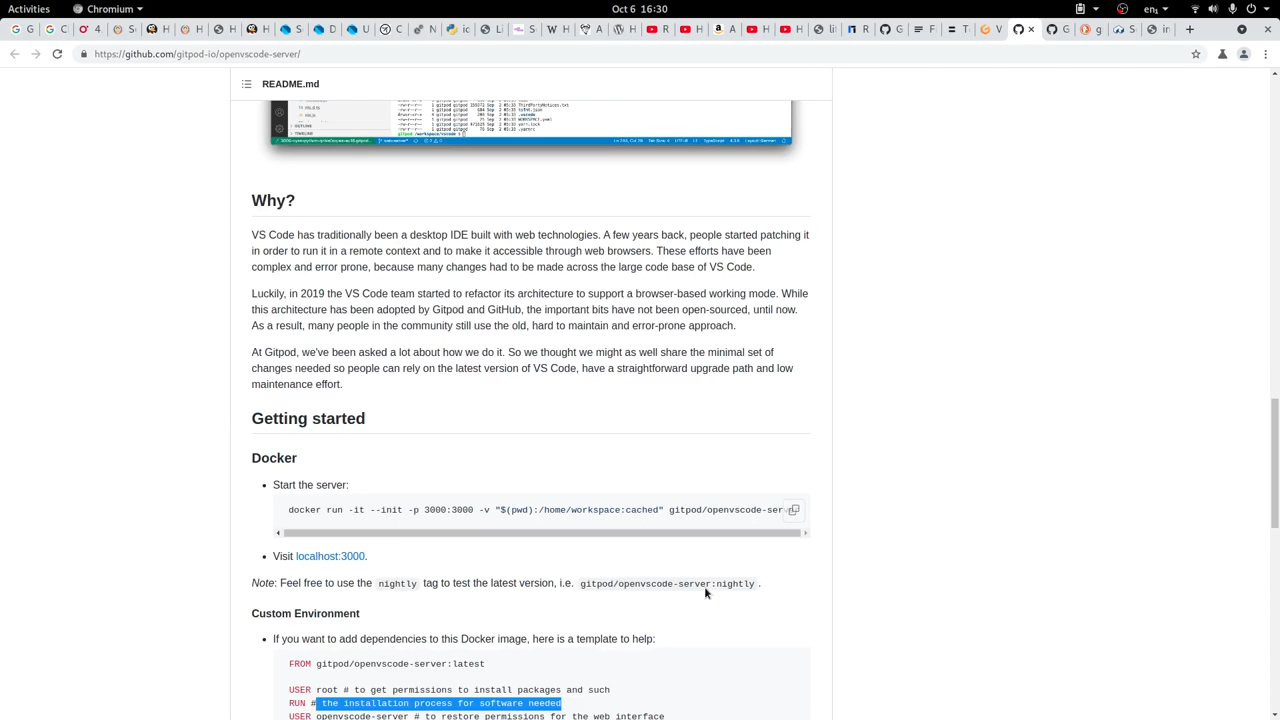 Activities
Chromium
Oct 6 16:30
en
https://github.com/gitpod-io/openvscode-server/
README.md
Why?
VS Code has traditionally been a desktop IDE built with web technologies. A few years back, people started patching it
in order to run it in a remote context and to make it accessible through web browsers. These efforts have been
complex and error prone, because many changes had to be made across the large code base of VS Code.
Luckily, in 2019 the VS Code team started to refactor its architecture to support a browser-based working mode. While
this architecture has been adopted by Gitpod and GitHub, the important bits have not been open-sourced, until now.
As a result, many people in the community still use the old, hard to maintain and error-prone approach.
At Gitpod, we've been asked a lot about how we do it. So we thought we might as well share the minimal set of
changes needed so people can rely on the latest version of VS Code, have a straightforward upgrade path and low
maintenance effort.
Getting started
Docker
• Start the server:
docker run -it --init -p 3000:3000 -v "$(pwd):/home/workspace:cached" gitpod/openvscode-serv
• Visit localhost:3000.
Note: Feel free to use the nightly tag to test the latest version, i.e. gitpod/openvscode-server:nightly .
Custom Environment
• If you want to add dependencies to this Docker image, here is a template to help:
FROM gitpod/openvscode-server:latest
USER root # to get permissions to install packages and such
RUN # the installation process for software needed
USER openvscode-server # to restore permissions for the web interface